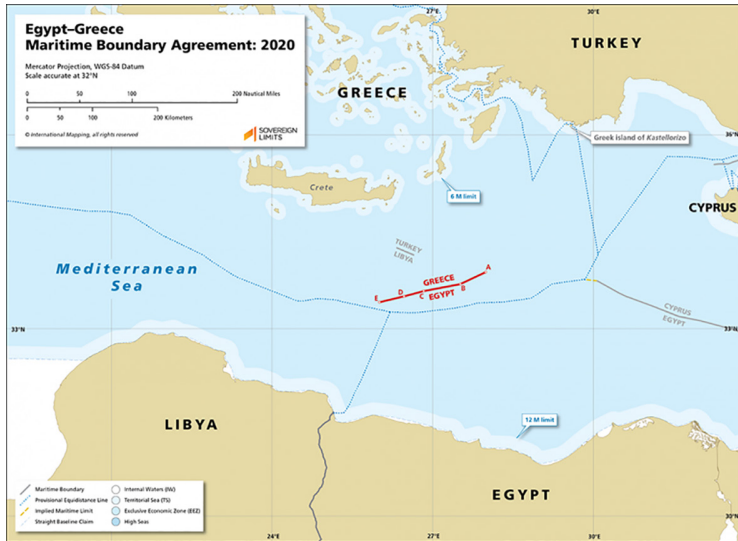 Egypt–Greece
Maritime Boundary Agreement: 2020
Mercator Projection, WGS-84 Datum
Scale accurate at 32°N
0 50 100 200 Nautical Miles
0 50 100 200 Kilometers
© International Mapping, all rights reserved
SOVEREIGN
LIMITS
27°E
30°E
TURKEY
GREECE
Greek island of Kastellorizo
36°N
Crete
6 M limit
CYPRUS
TURKEY
LIBYA
Mediterranean
Sea
A
GREECE
B
C
D
E
EGYPT
CYPRUS
EGYPT
33°N
33°N
12 M limit
LIBYA
EGYPT
Maritime Boundary
Provisional Equidistance Line
Implied Maritime Limit
Straight Baseline Claim
Internal Waters (IW)
Territorial Sea (TS)
Exclusive Economic Zone (EEZ)
High Seas
30°N
24°E
27°E
30°E